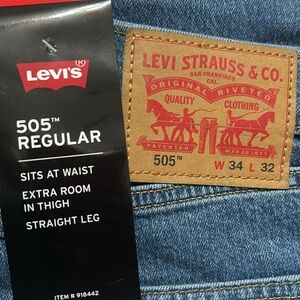 LEVI'S®
505™
REGULAR
SITS AT WAIST
EXTRA ROOM
IN THIGH
STRAIGHT LEG
ITEM # 918442
LEVI STRAUSS & CO.
SAN FRANCISCO
CAL.
ORIGINAL RIVETED
QUALITY CLOTHING
PATENTED MAY 20 1873
505™ W 34 L 32